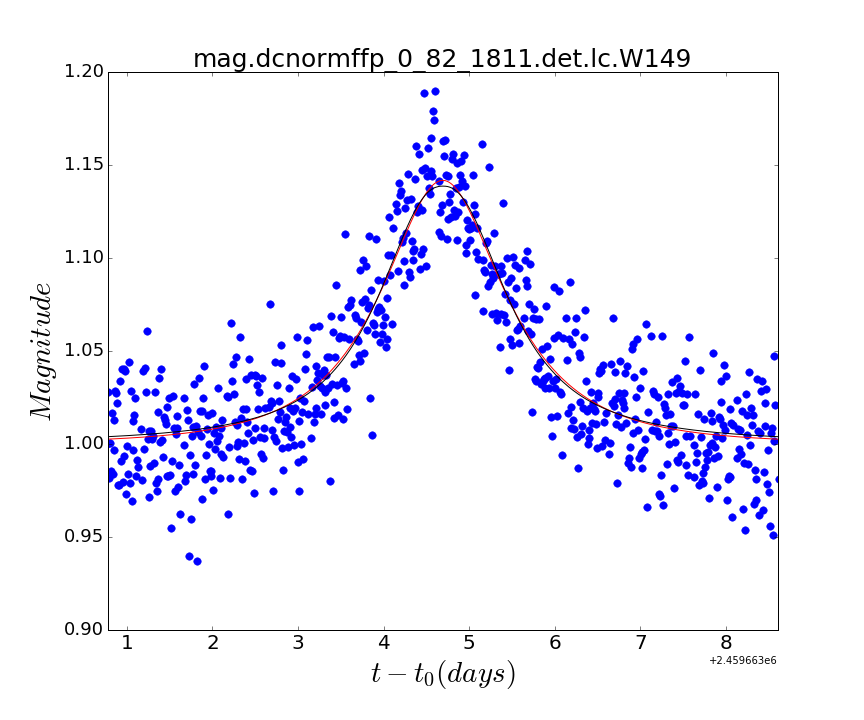 mag.dcnormffp_0_82_1811.det.lc.W149
1.20
1.15
1.10
1.05
1.00
0.95
0.90
Magnitude
1 2 3 4 5 6 7 8
+2.459663e6
t − t₀(days)